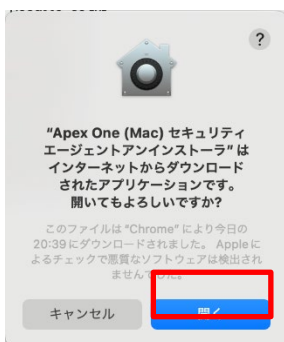 ?
“Apex One (Mac) セキュリティ
エージェントアンインストーラ” は
インターネットからダウンロード
されたアプリケーションです。
開いてもよろしいですか?
このファイルは “Chrome” により今日の
20:39 にダウンロードされました。 Apple に
よるチェックで悪質なソフトウェアは検出され
ませんでした。
キャンセル
開く